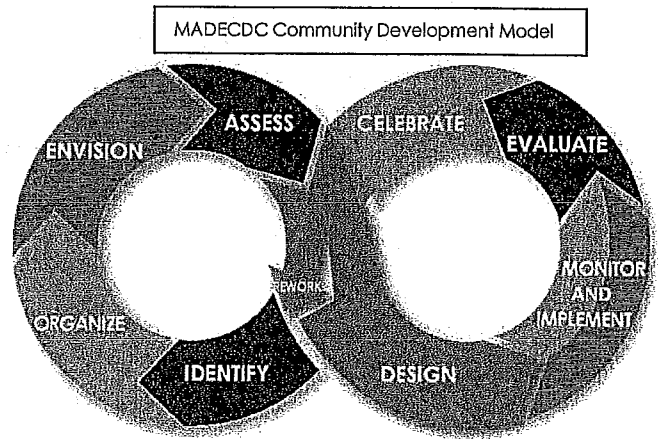 MADECDC Community Development Model
ASSESS
CELEBRATE
ENVISION
EVALUATE
ORGANIZE
MONITOR
AND
IMPLEMENT
IDENTIFY
DESIGN